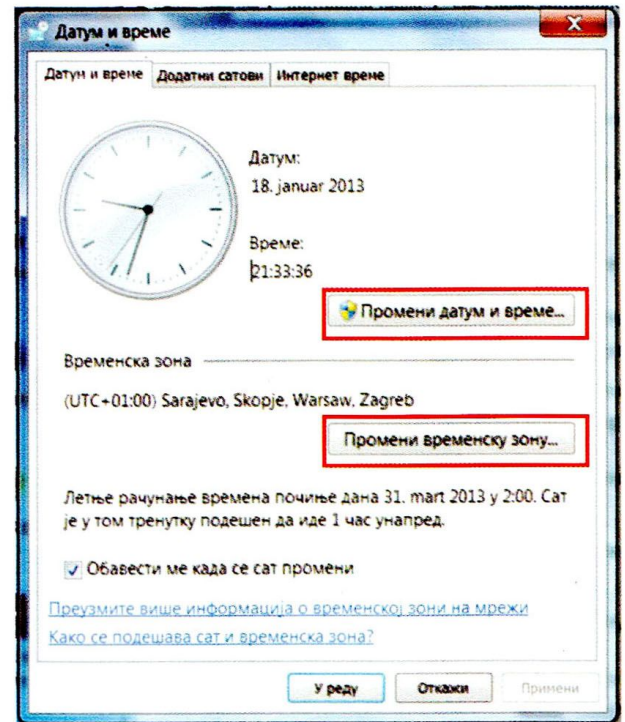 Датум и време
Датум и време Додатни сатови Интернет време
Датум:
18. januar 2013
Време:
21:33:36
Промени датум и време...
Временска зона
(UTC+01:00) Sarajevo, Skopje, Warsaw, Zagreb
Промени временску зону...
Летње рачунање времена почиње дана 31. mart 2013 у 2:00. Сат
је у том тренутку подешен да иде 1 час унапред.
Обавести ме када се сат промени
Преузмите више информација о временској зони на мрежи
Како се подешава сат и временска зона?
У реду Откажи Примени